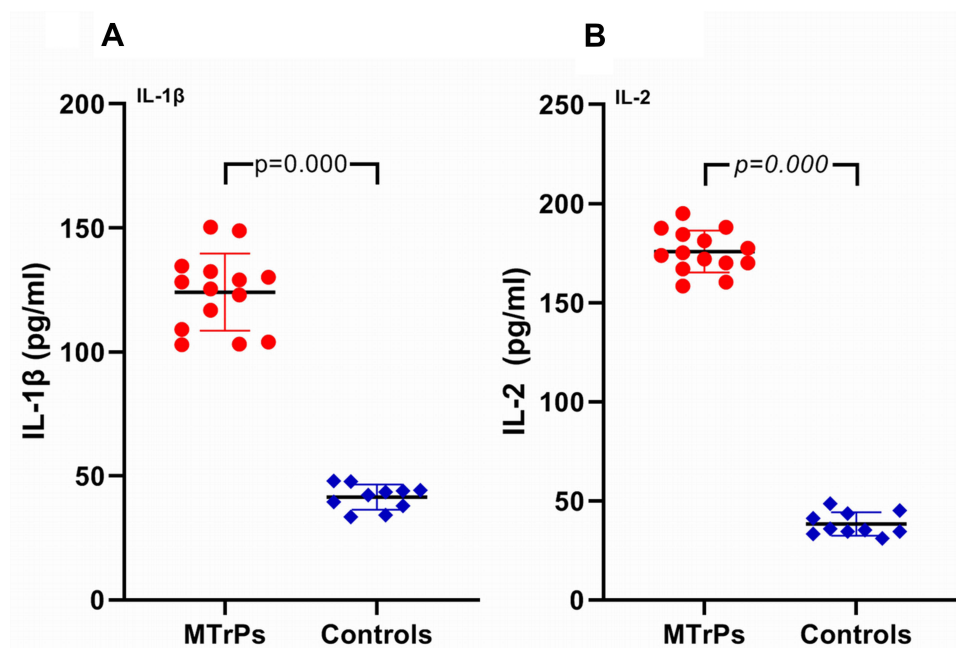 A
IL-1β
IL-1β (pg/ml)
200
150
100
50
0
p=0.000
MTrPs Controls
B
IL-2
IL-2 (pg/ml)
250
200
150
100
50
0
p=0.000
MTrPs Controls